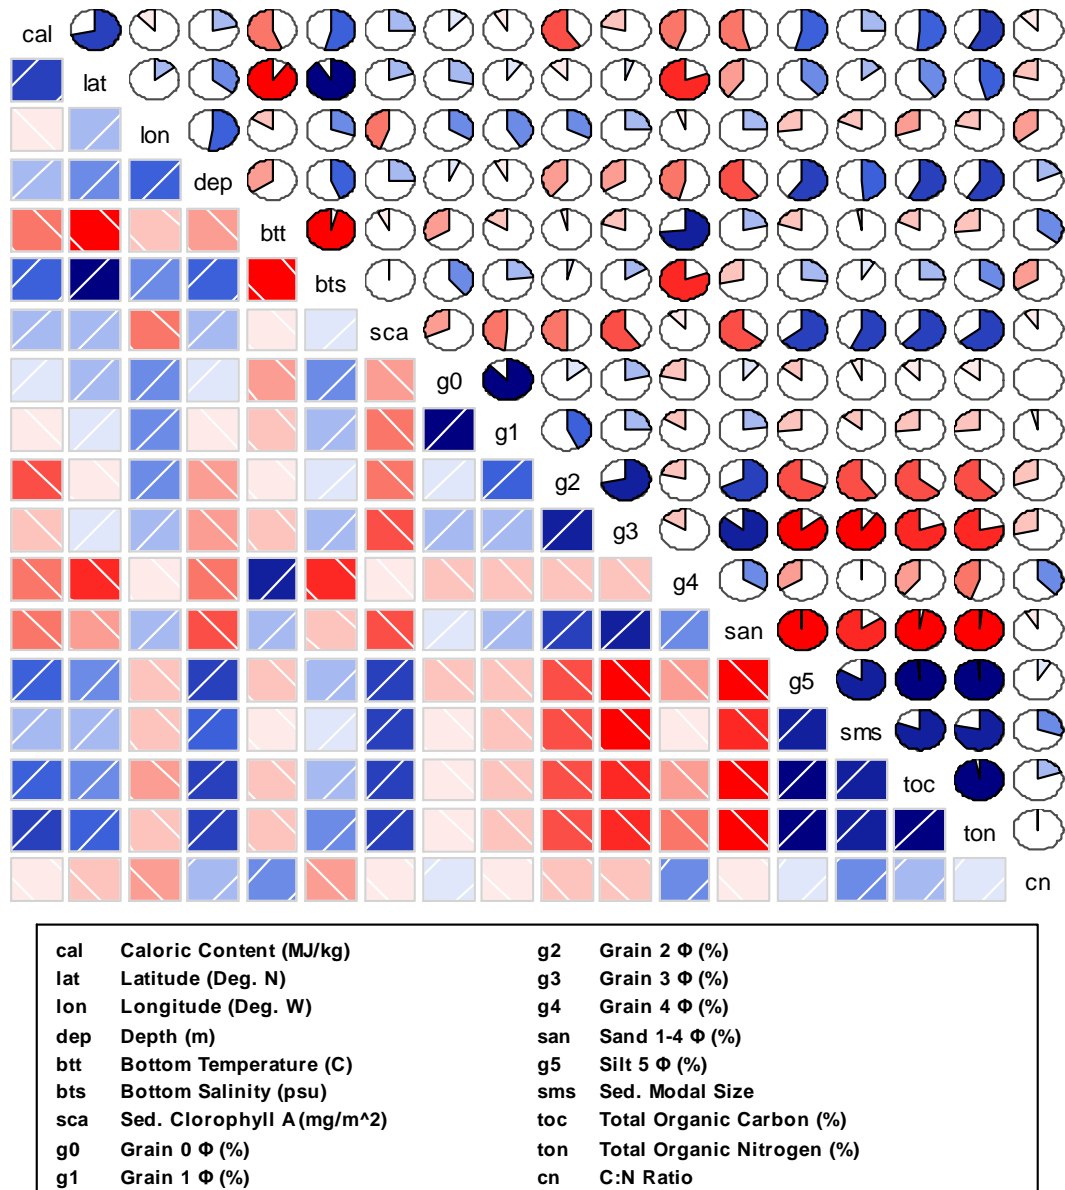 cal
lat
lon
dep
btt
bts
sca
g0
g1
g2
g3
g4
san
g5
sms
toc
ton
cn
cal Caloric Content (MJ/kg) g2 Grain 2 Φ (%)
lat Latitude (Deg. N) g3 Grain 3 Φ (%)
lon Longitude (Deg. W) g4 Grain 4 Φ (%)
dep Depth (m) san Sand 1-4 Φ (%)
btt Bottom Temperature (C) g5 Silt 5 Φ (%)
bts Bottom Salinity (psu) sms Sed. Modal Size
sca Sed. Clorophyll A (mg/m^2) toc Total Organic Carbon (%)
g0 Grain 0 Φ (%) ton Total Organic Nitrogen (%)
g1 Grain 1 Φ (%) cn C:N Ratio